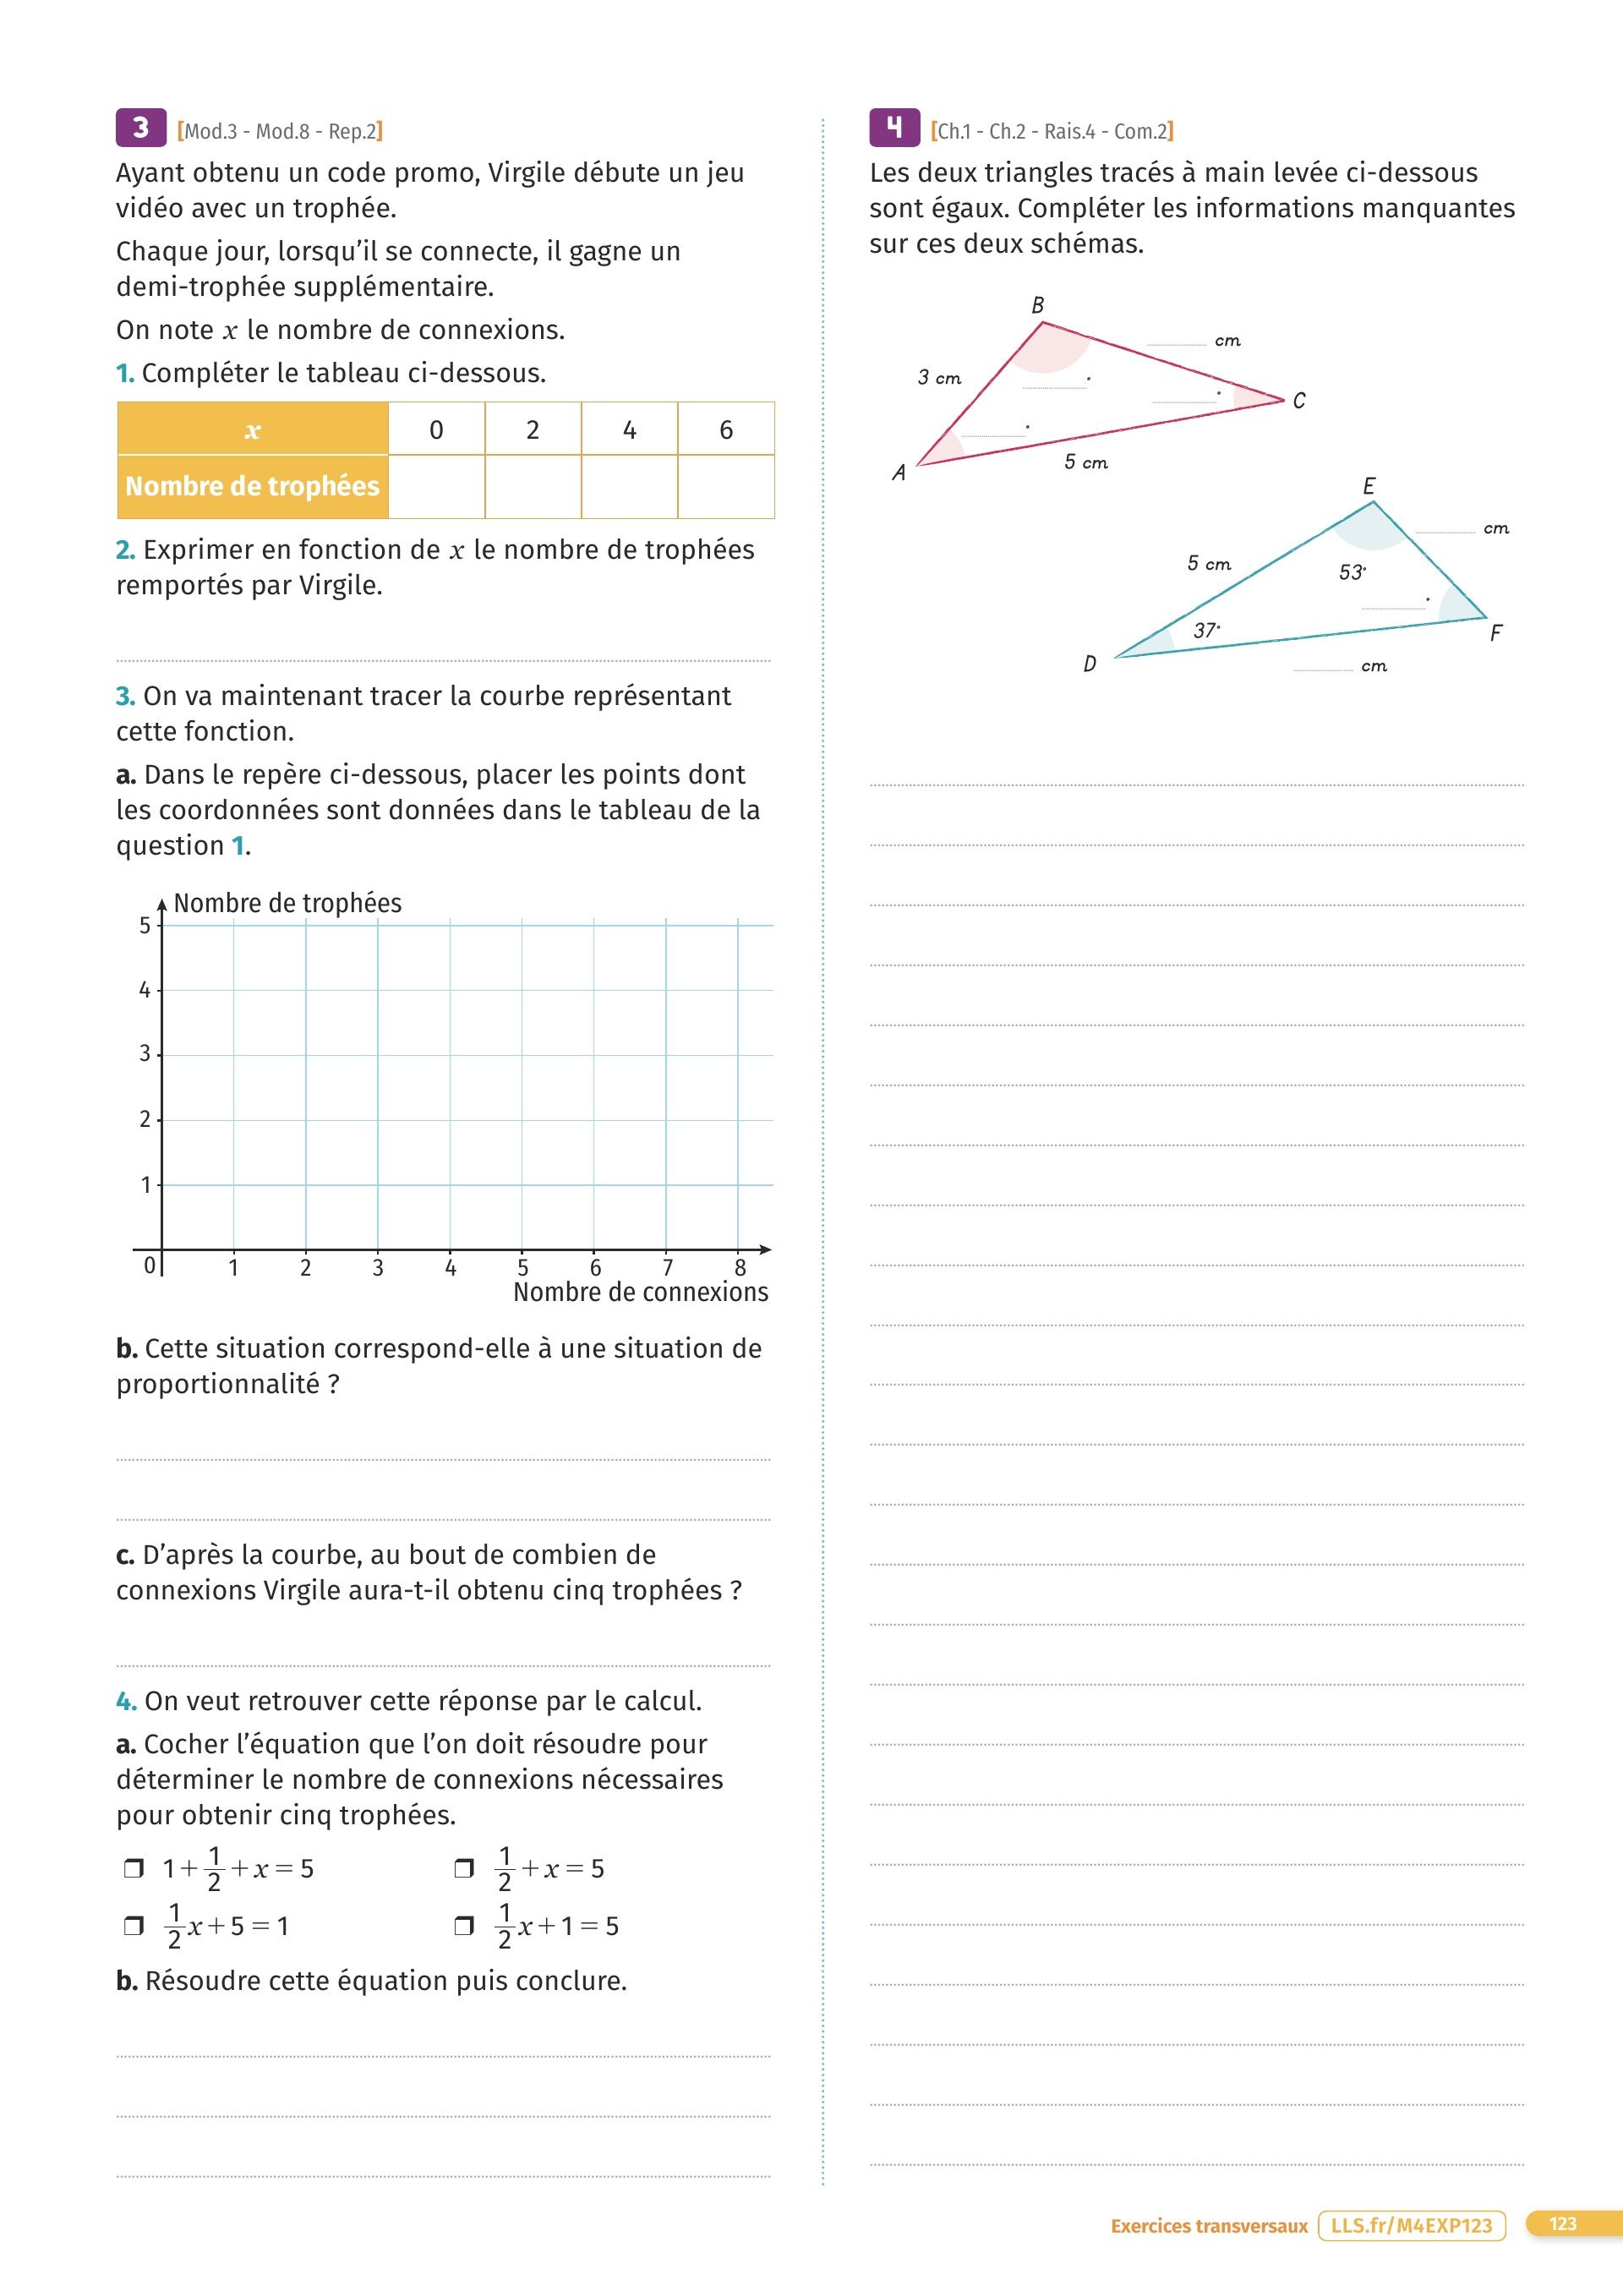 3 [Mod.3 - Mod.8 - Rep.2]
Ayant obtenu un code promo, Virgile débute un jeu
vidéo avec un trophée.
Chaque jour, lorsqu’il se connecte, il gagne un
demi-trophée supplémentaire.
On note x le nombre de connexions.
1. Compléter le tableau ci-dessous.
x 0 2 4 6
Nombre de trophées
2. Exprimer en fonction de x le nombre de trophées
remportés par Virgile.
3. On va maintenant tracer la courbe représentant
cette fonction.
a. Dans le repère ci-dessous, placer les points dont
les coordonnées sont données dans le tableau de la
question 1.
Nombre de trophées
5
4
3
2
1
0 1 2 3 4 5 6 7 8
Nombre de connexions
b. Cette situation correspond-elle à une situation de
proportionnalité ?
c. D’après la courbe, au bout de combien de
connexions Virgile aura-t-il obtenu cinq trophées ?
4. On veut retrouver cette réponse par le calcul.
a. Cocher l’équation que l’on doit résoudre pour
déterminer le nombre de connexions nécessaires
pour obtenir cinq trophées.
❒ 1 + 1/2 + x = 5 ❒ 1/2 + x = 5
❒ 1/2 x + 5 = 1 ❒ 1/2 x + 1 = 5
b. Résoudre cette équation puis conclure.
4 [Ch.1 - Ch.2 - Rais.4 - Com.2]
Les deux triangles tracés à main levée ci-dessous
sont égaux. Compléter les informations manquantes
sur ces deux schémas.
B
cm
3 cm
°
°
C
°
5 cm
A
E
cm
5 cm
53°
°
37°
F
D
cm
Exercices transversaux LLS.fr/M4EXP123 123